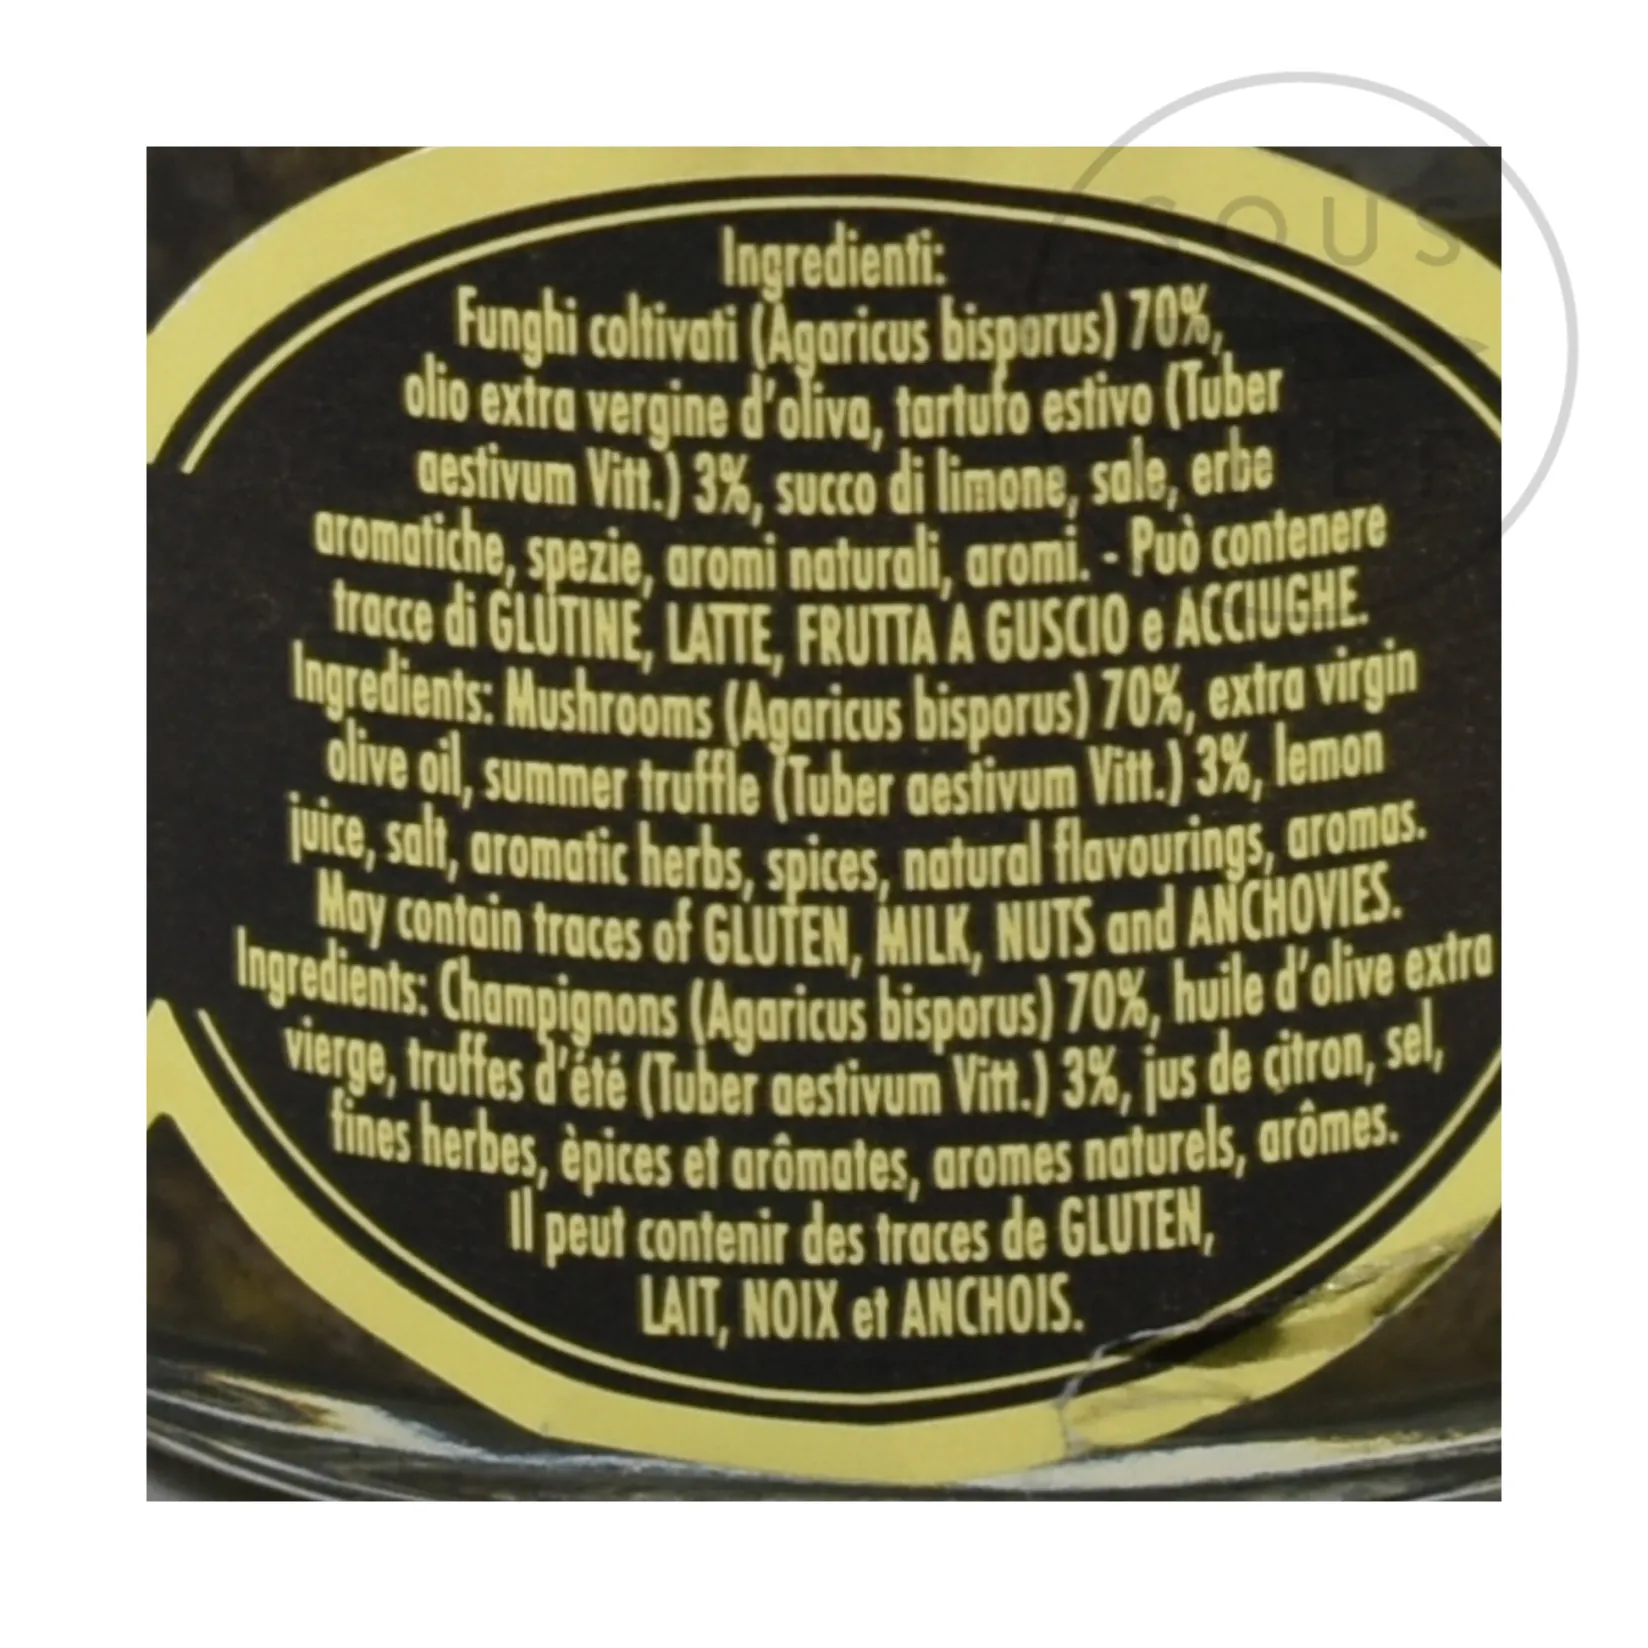 Ingredienti:
Funghi coltivati (Agaricus bisporus) 70%,
olio extra vergine d'oliva, tartufo estivo (Tuber
aestivum Vitt.) 3%, succo di limone, sale, erbe
aromatiche, spezie, aromi naturali, aromi. - Può contenere
tracce di GLUTINE, LATTE, FRUTTA A GUSCIO e ACCIUGHE.
Ingredients: Mushrooms (Agaricus bisporus) 70%, extra virgin
olive oil, summer truffle (Tuber aestivum Vitt.) 3%, lemon
juice, salt, aromatic herbs, spices, natural flavourings, aromas.
May contain traces of GLUTEN, MILK, NUTS and ANCHOVIES.
Ingredients: Champignons (Agaricus bisporus) 70%, huile d'olive extra
vierge, truffes d'été (Tuber aestivum Vitt.) 3%, jus de çitron, sel,
fines herbes, èpices et arômates, aromes naturels, arômes.
Il peut contenir des traces de GLUTEN,
LAIT, NOIX et ANCHOIS.
SOUS